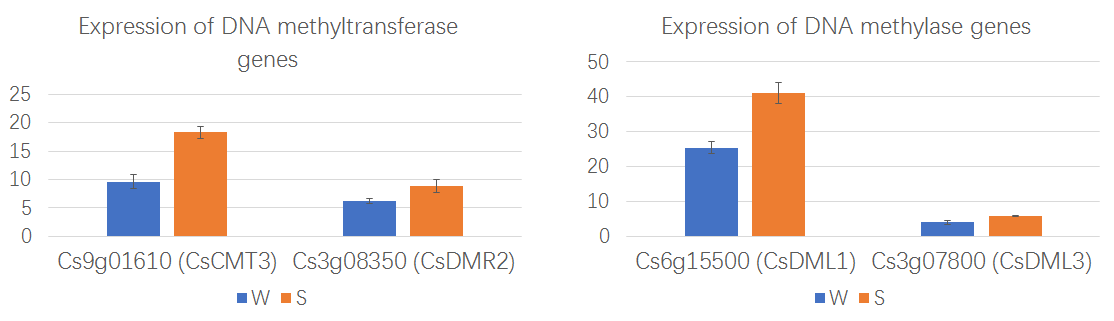 Expression of DNA methyltransferase
genes
25
20
15
10
5
0
Cs9g01610 (CsCMT3) Cs3g08350 (CsDMR2)
W S
Expression of DNA methylase genes
50
40
30
20
10
0
Cs6g15500 (CsDML1) Cs3g07800 (CsDML3)
W S